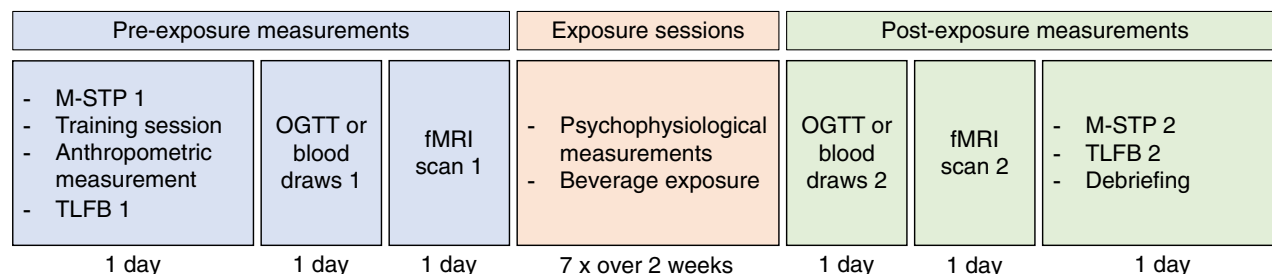 Pre-exposure measurements
Exposure sessions
Post-exposure measurements
- M-STP 1
- Training session
- Anthropometric
measurement
- TLFB 1
OGTT or
blood
draws 1
fMRI
scan 1
- Psychophysiological
measurements
- Beverage exposure
OGTT or
blood
draws 2
fMRI
scan 2
- M-STP 2
- TLFB 2
- Debriefing
1 day
1 day
1 day
7 x over 2 weeks
1 day
1 day
1 day